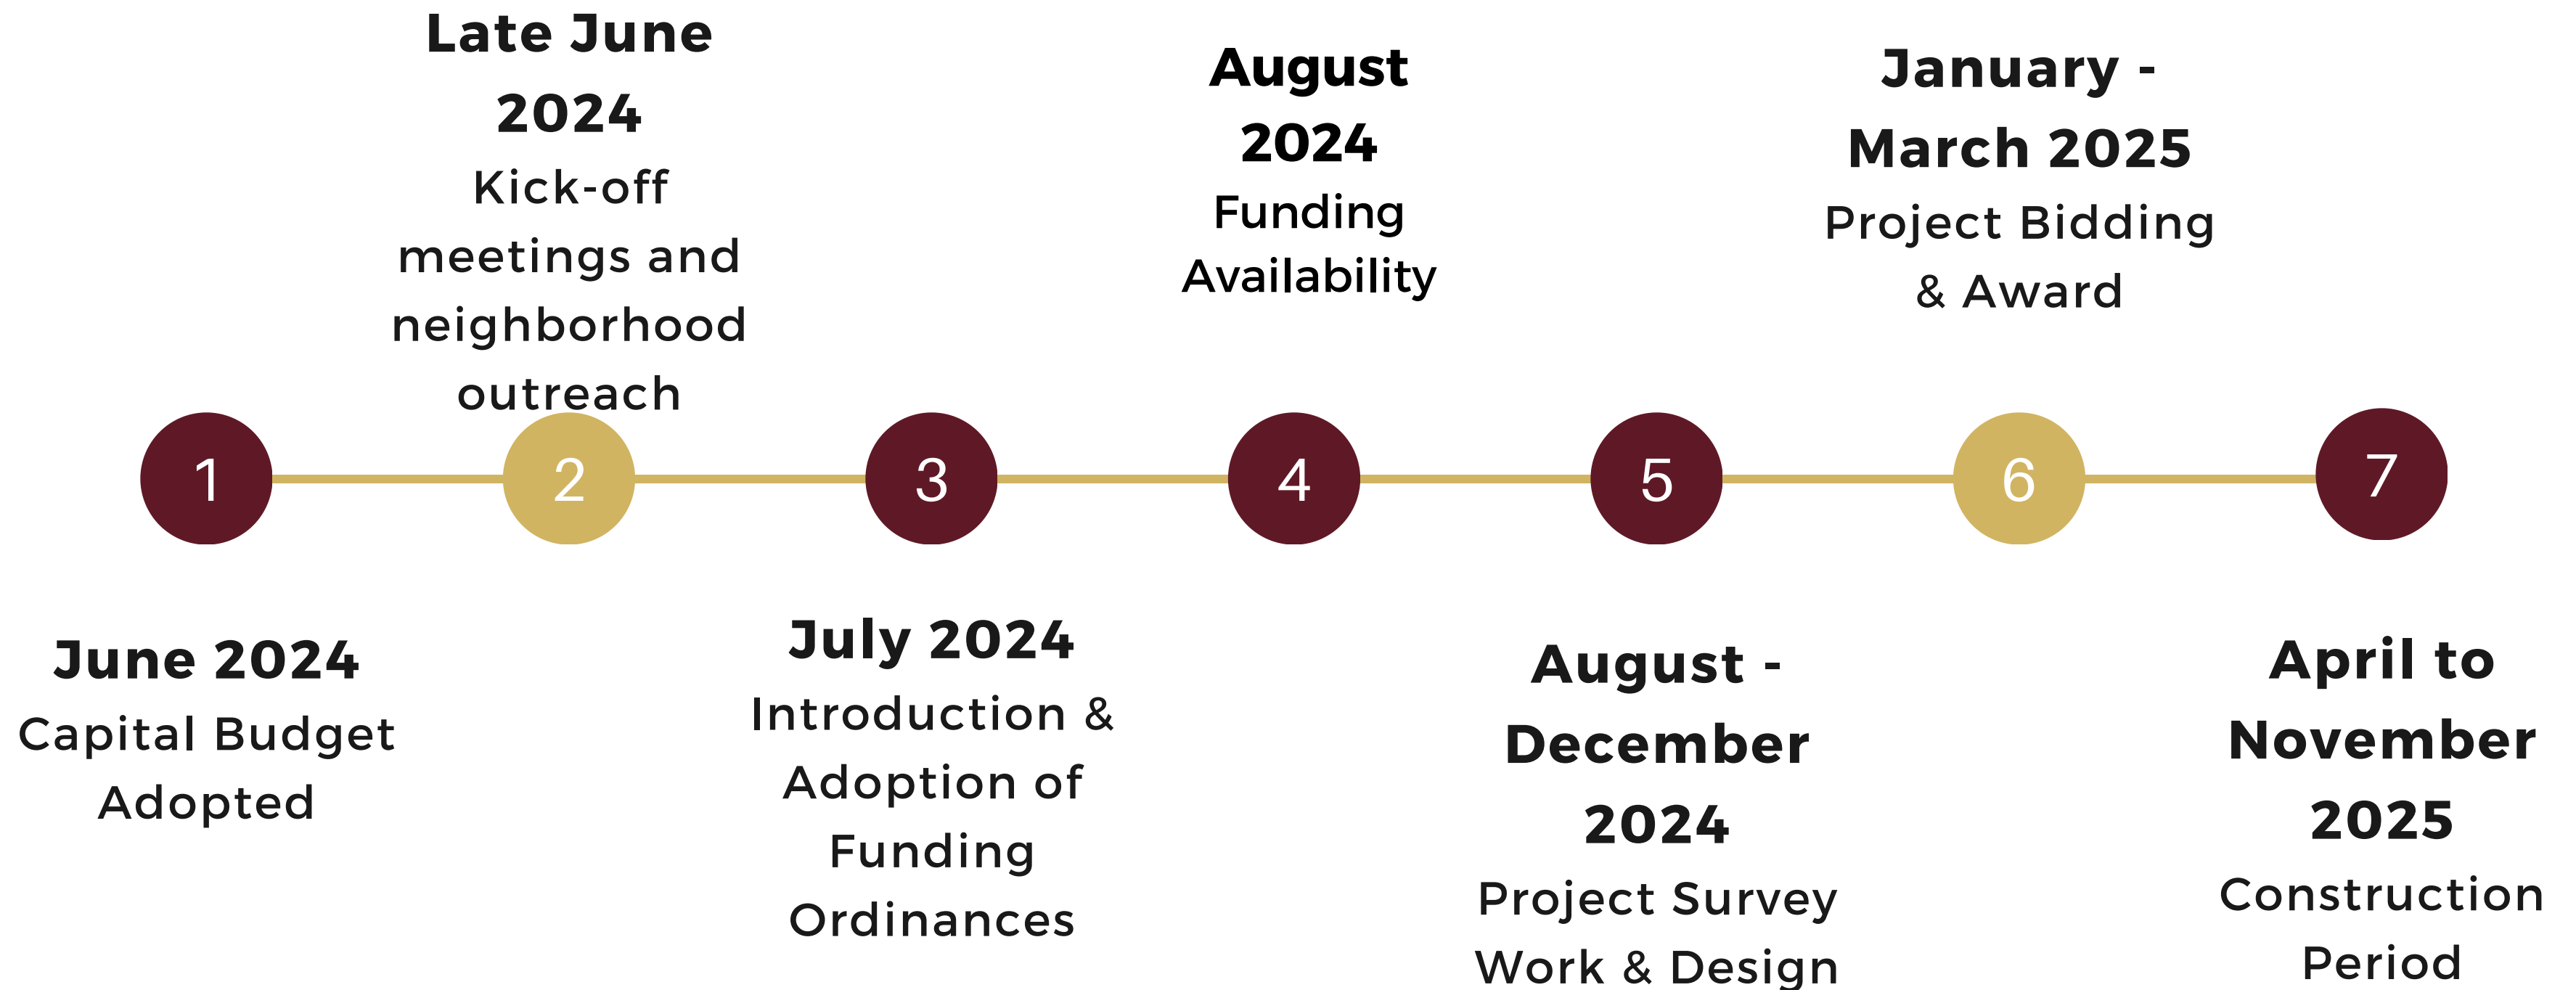 Late June
2024
Kick-off
meetings and
neighborhood
outreach
August
2024
Funding
Availability
January -
March 2025
Project Bidding
& Award
1
2
3
4
5
6
7
June 2024
Capital Budget
Adopted
July 2024
Introduction &
Adoption of
Funding
Ordinances
August -
December
2024
Project Survey
Work & Design
April to
November
2025
Construction
Period